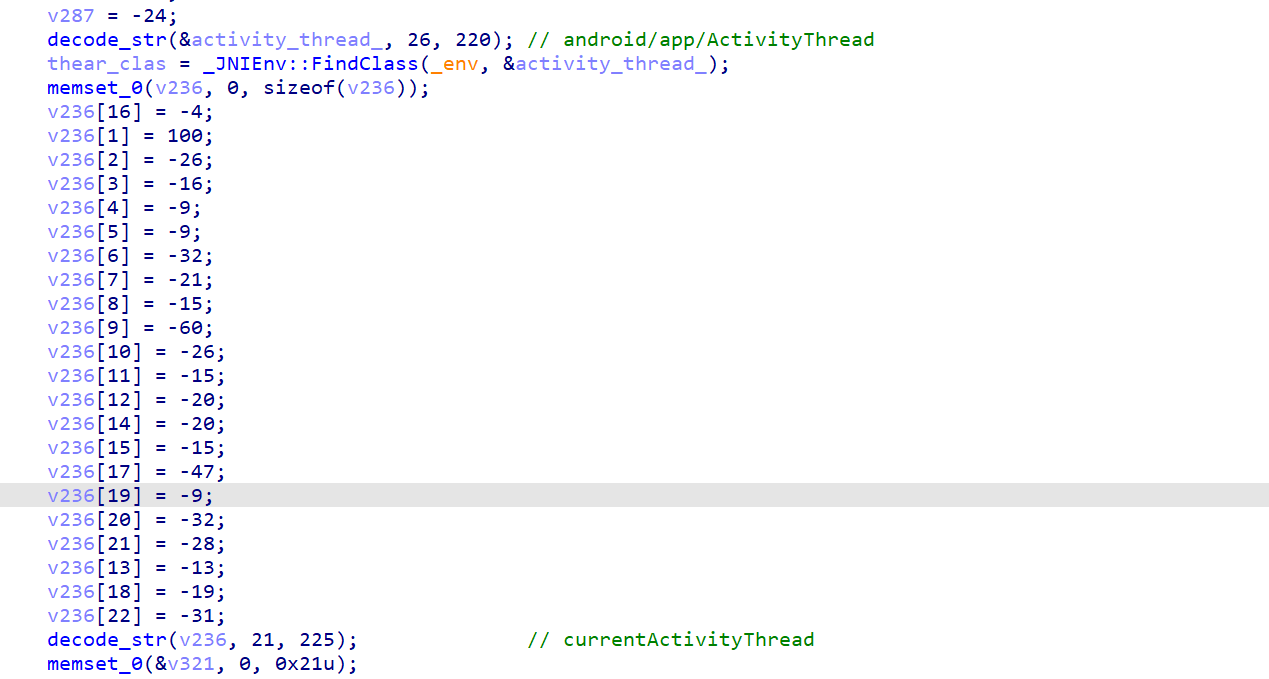 v287 = -24;
decode_str(&activity_thread_, 26, 220); // android/app/ActivityThread
thear_clas = _JNIEnv::FindClass(_env, &activity_thread_);
memset_0(v236, 0, sizeof(v236));
v236[16] = -4;
v236[1] = 100;
v236[2] = -26;
v236[3] = -16;
v236[4] = -9;
v236[5] = -9;
v236[6] = -32;
v236[7] = -21;
v236[8] = -15;
v236[9] = -60;
v236[10] = -26;
v236[11] = -15;
v236[12] = -20;
v236[14] = -20;
v236[15] = -15;
v236[17] = -47;
v236[19] = -9;
v236[20] = -32;
v236[21] = -28;
v236[13] = -13;
v236[18] = -19;
v236[22] = -31;
decode_str(v236, 21, 225); // currentActivityThread
memset_0(&v321, 0, 0x21u);